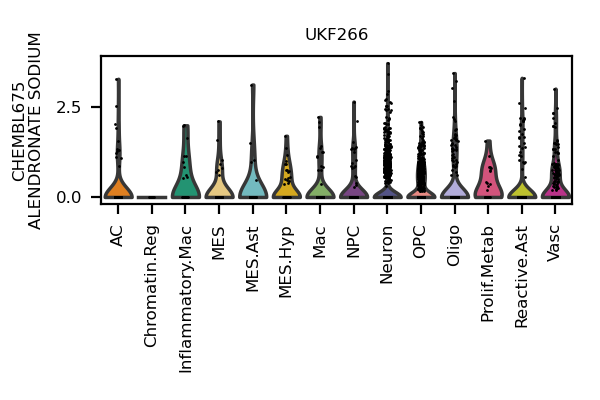 UKF266
CHEMBL675
ALENDRONATE SODIUM
2.5
0.0
AC
Chromatin.Reg
Inflammatory.Mac
MES
MES.Ast
MES.Hyp
Mac
NPC
Neuron
OPC
Oligo
Prolif.Metab
Reactive.Ast
Vasc